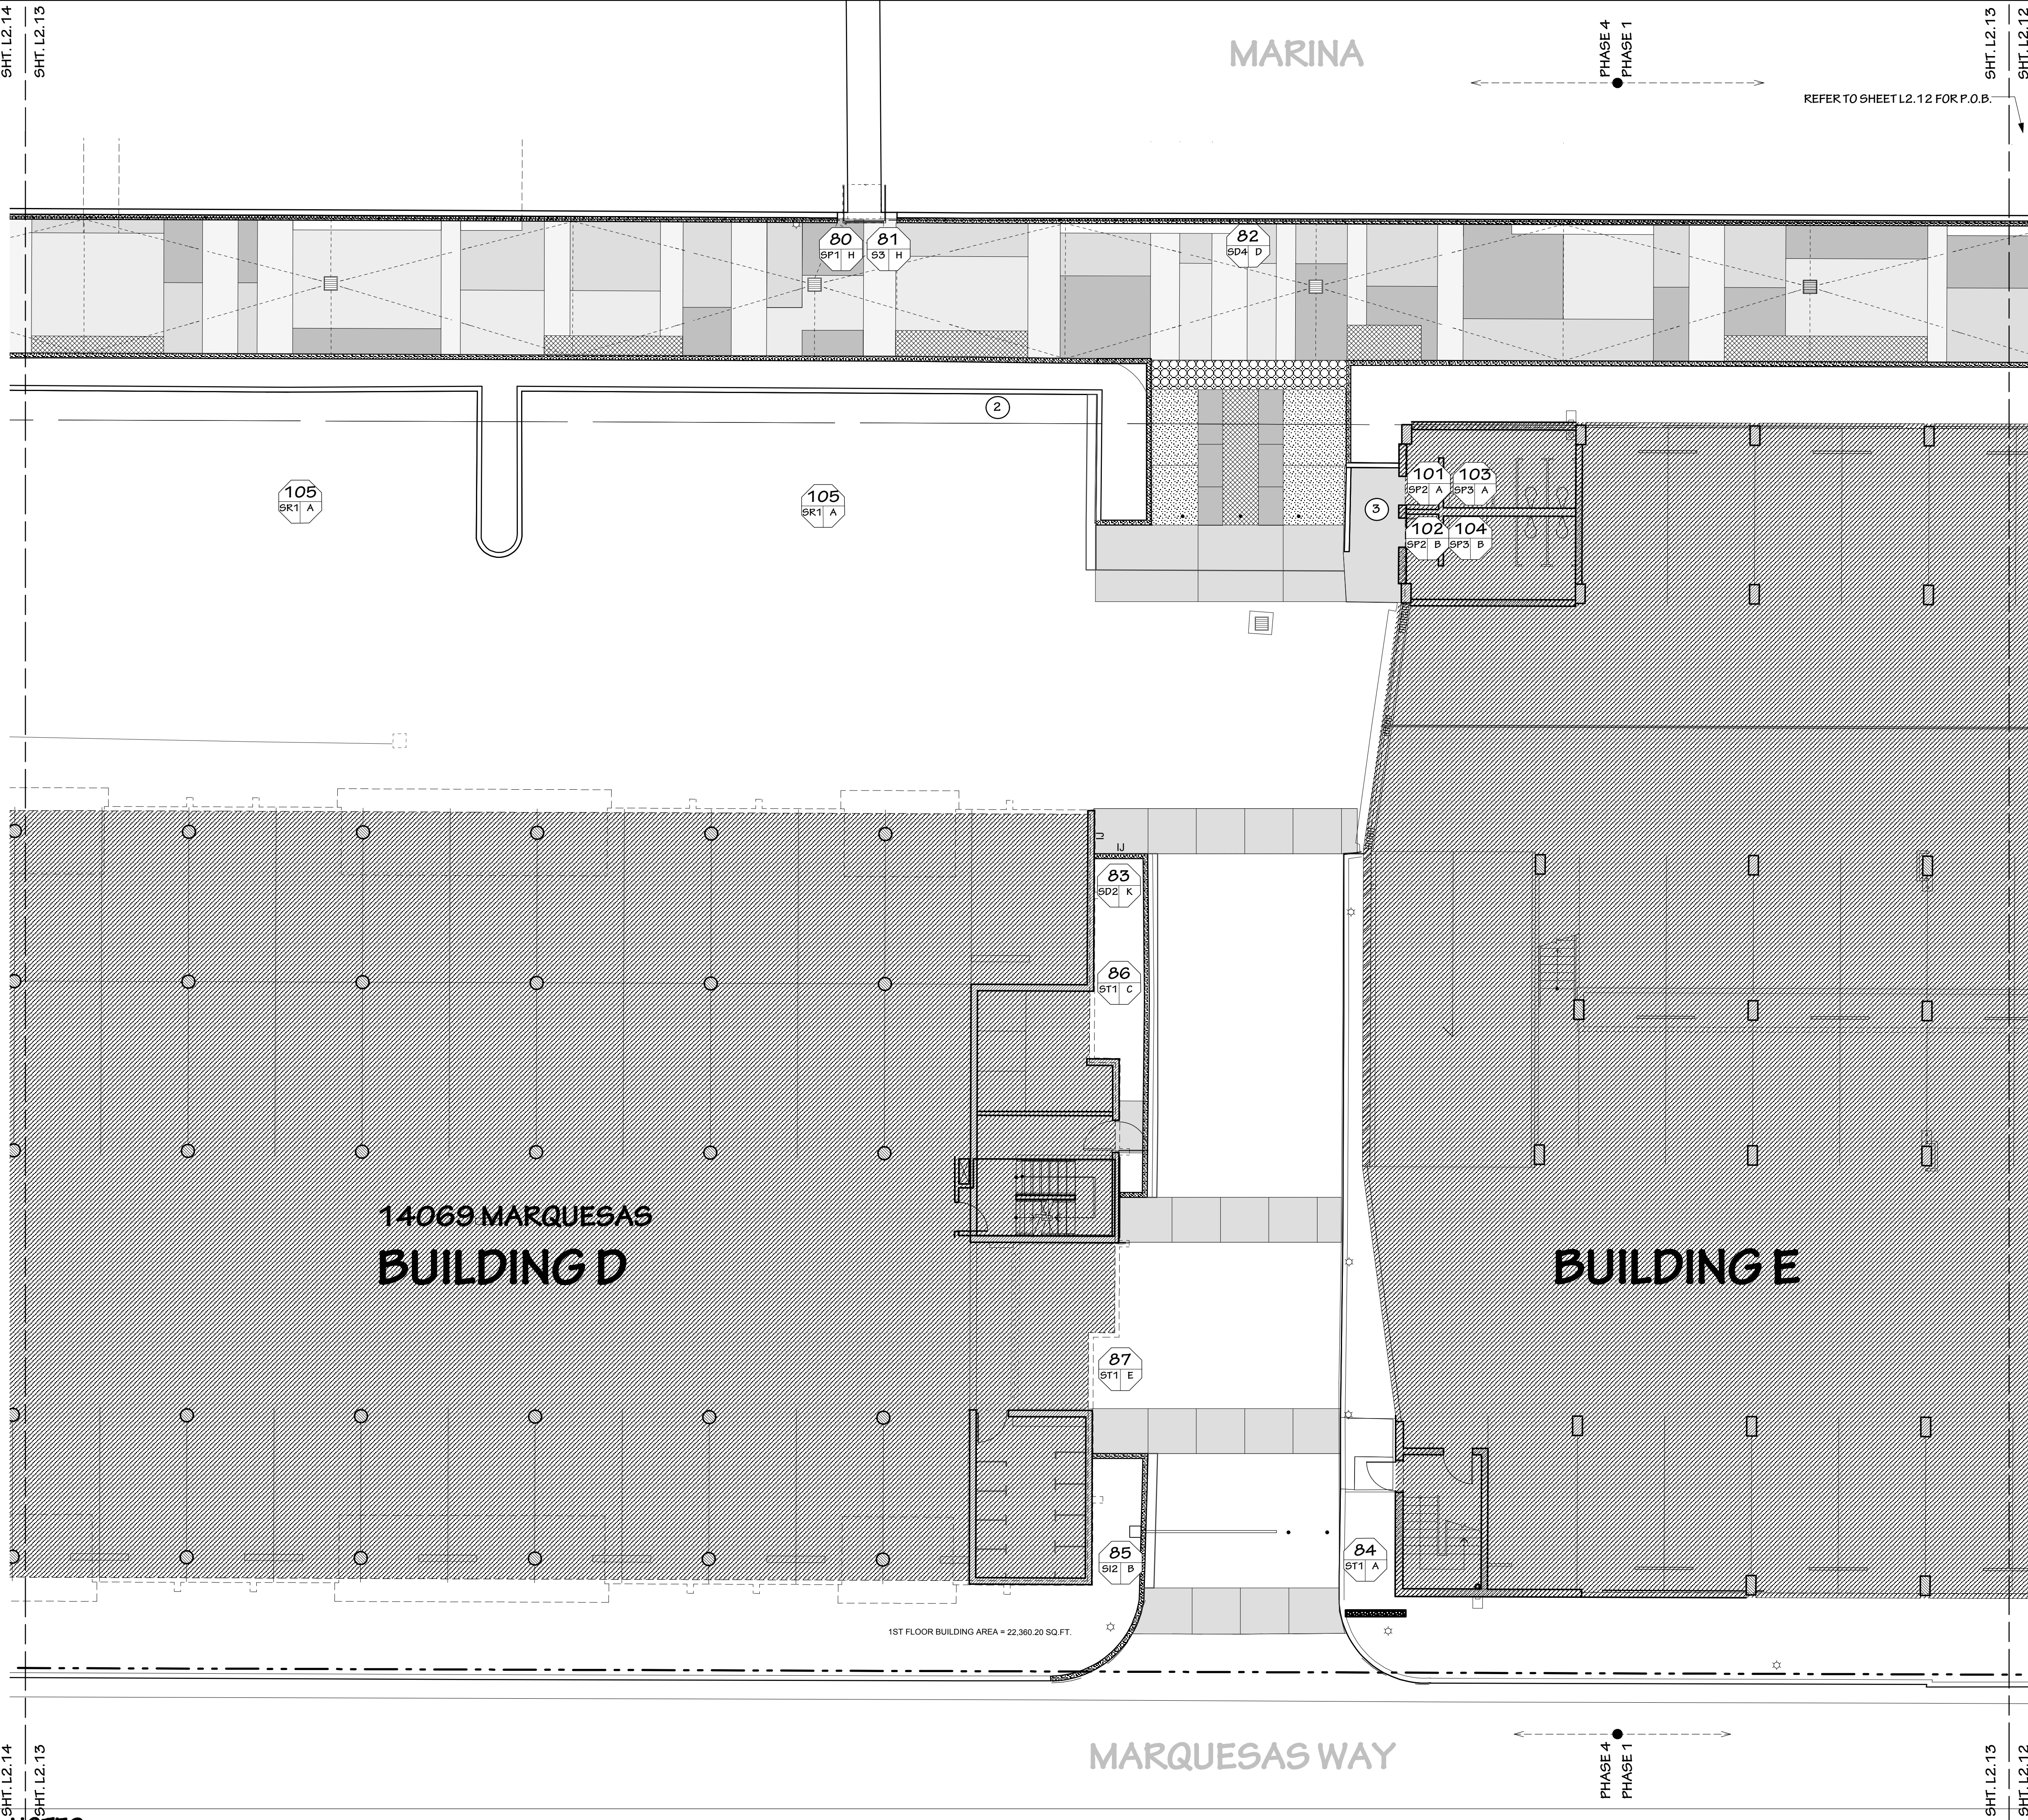 SHT. L2.14
SHT. L2.13
MARINA
PHASE 4
PHASE 1
SHT. L2.13
SHT. L2.12
REFER TO SHEET L2.12 FOR P.O.B.
80
SP1 H
81
S3 H
82
SD4 D
2
105
SR1 A
105
SR1 A
3
101
SP2 A
103
SP3 A
102
SP2 B
104
SP3 B
IJ
83
SD2 K
86
ST1 C
14069 MARQUESAS
BUILDING D
BUILDING E
87
ST1 E
85
SI2 B
84
ST1 A
1ST FLOOR BUILDING AREA = 22,360.20 SQ.FT.
MARQUESAS WAY
SHT. L2.14
SHT. L2.13
PHASE 4
PHASE 1
SHT. L2.13
SHT. L2.12